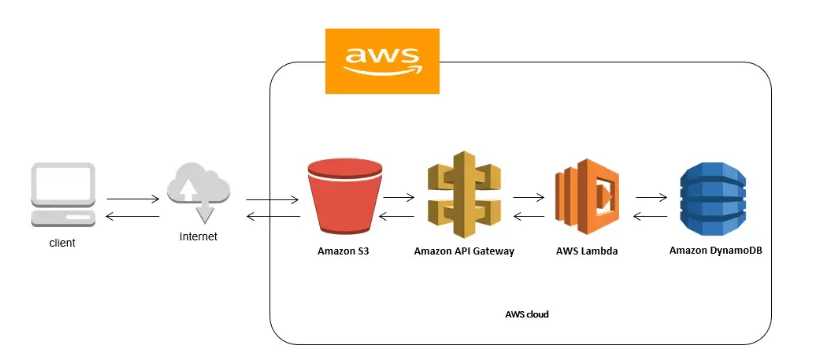 aws
client
Internet
Amazon S3
Amazon API Gateway
AWS Lambda
Amazon DynamoDB
AWS cloud